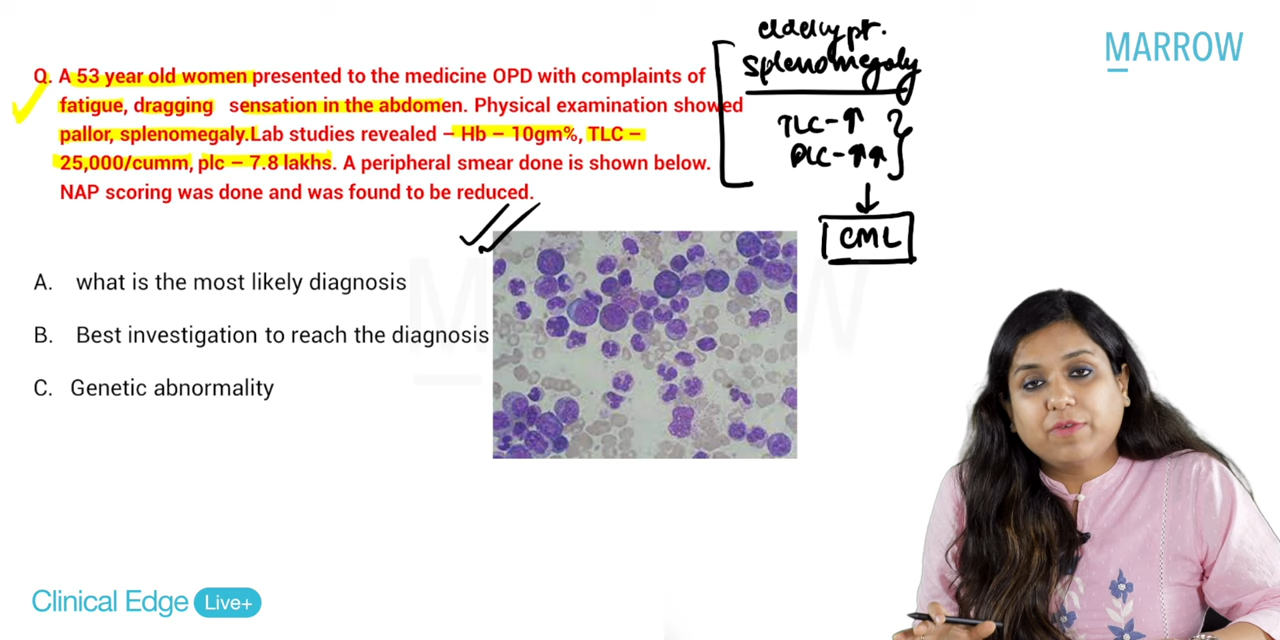 elderly pt.
splenomegaly
TLC - ↑
PLC - ↑↑
↓
CML
MARROW
Q. A 53 year old women presented to the medicine OPD with complaints of
fatigue, dragging sensation in the abdomen. Physical examination showed
pallor, splenomegaly.Lab studies revealed – Hb – 10gm%, TLC –
25,000/cumm, plc – 7.8 lakhs. A peripheral smear done is shown below.
NAP scoring was done and was found to be reduced.
A. what is the most likely diagnosis
B. Best investigation to reach the diagnosis
C. Genetic abnormality
Clinical Edge Live+